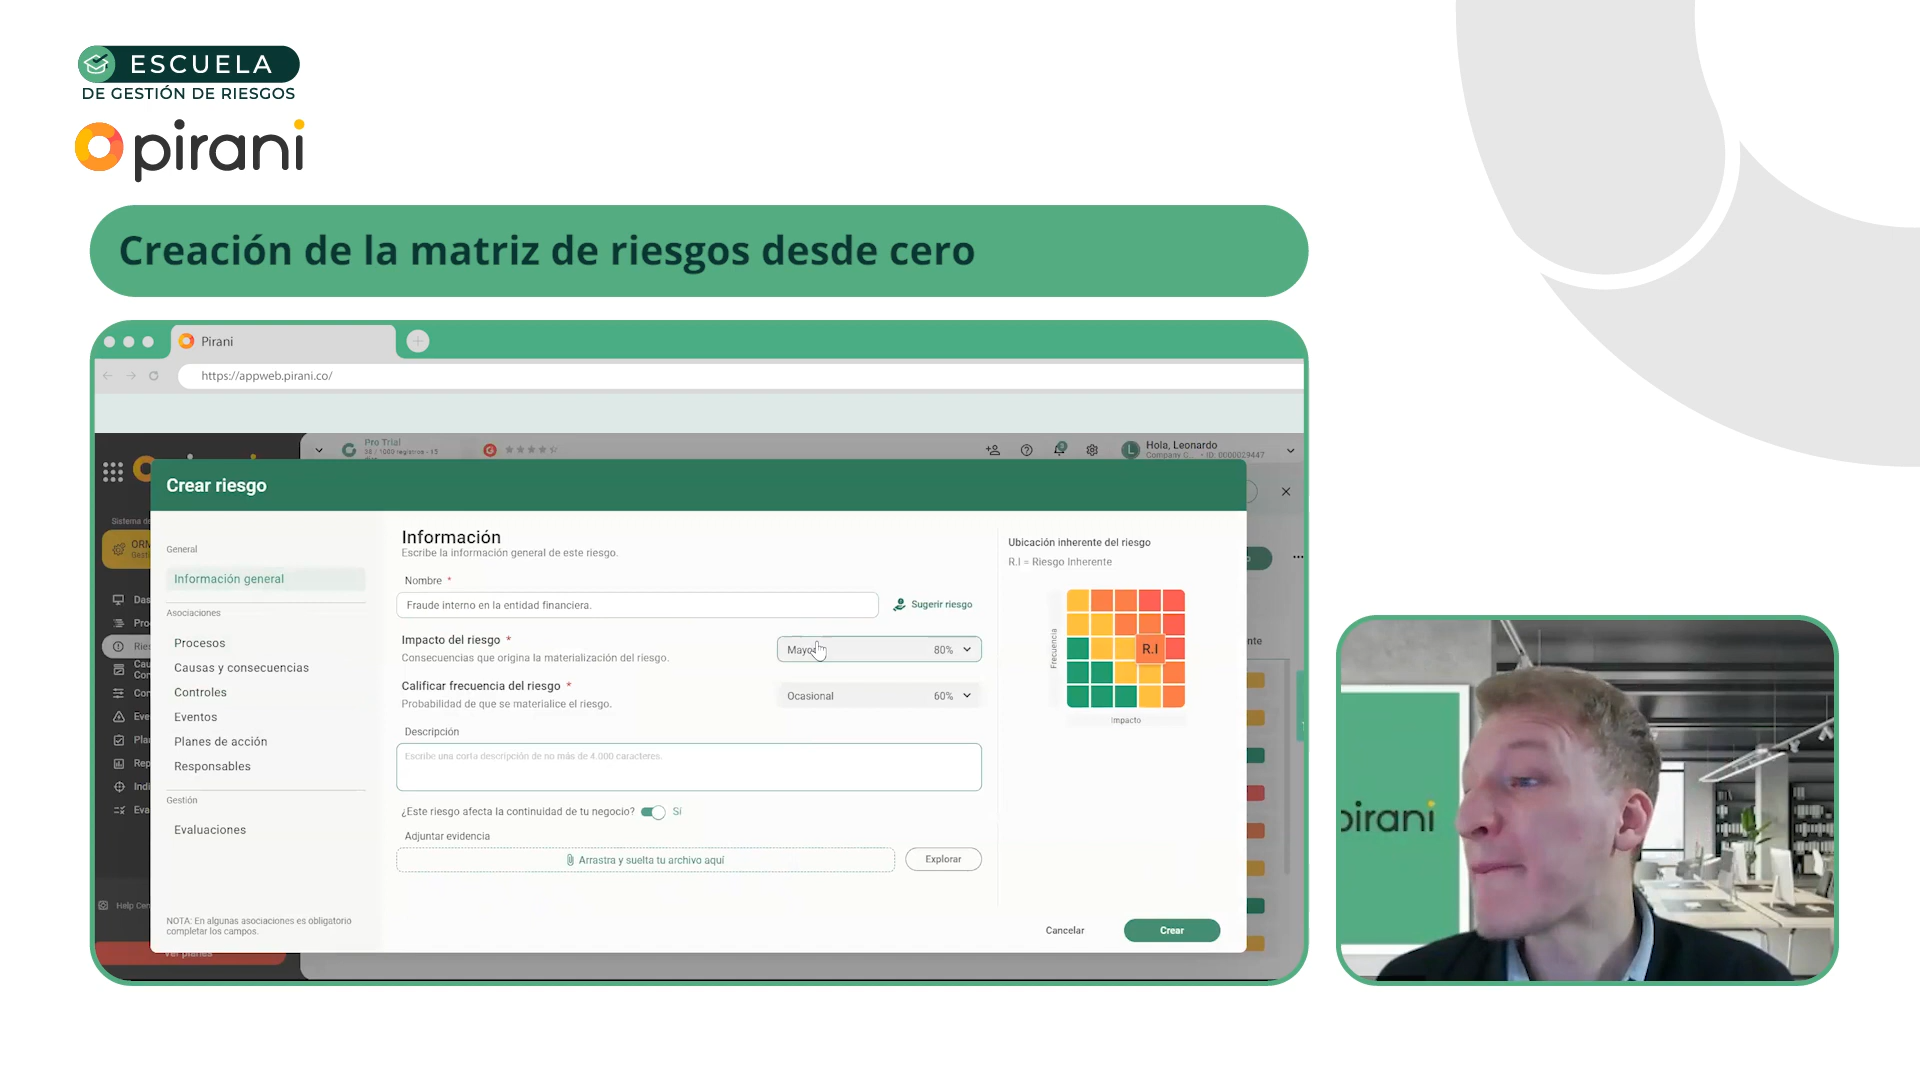 ESCUELA
DE GESTIÓN DE RIESGOS
pirani
Creación de la matriz de riesgos desde cero
Pirani
https://appweb.pirani.co/
Pro Trial
Hola, Leonardo
Company C... • ID: 0000029447
Crear riesgo
General
Información general
Asociaciones
Procesos
Causas y consecuencias
Controles
Eventos
Planes de acción
Responsables
Gestión
Evaluaciones
NOTA: En algunas asociaciones es obligatorio
completar los campos.
Información
Escribe la información general de este riesgo.
Nombre *
Fraude interno en la entidad financiera.
Sugerir riesgo
Impacto del riesgo *
Consecuencias que origina la materialización del riesgo.
80%
Calificar frecuencia del riesgo *
Probabilidad de que se materialice el riesgo.
Ocasional 60%
Descripción
Escribe una corta descripción de no más de 4.000 caracteres.
¿Este riesgo afecta la continuidad de tu negocio? Sí
Adjuntar evidencia
Arrastra y suelta tu archivo aquí
Explorar
Ubicación inherente del riesgo
R.I = Riesgo Inherente
Frecuencia
R.I
Impacto
Cancelar
Crear
pirani